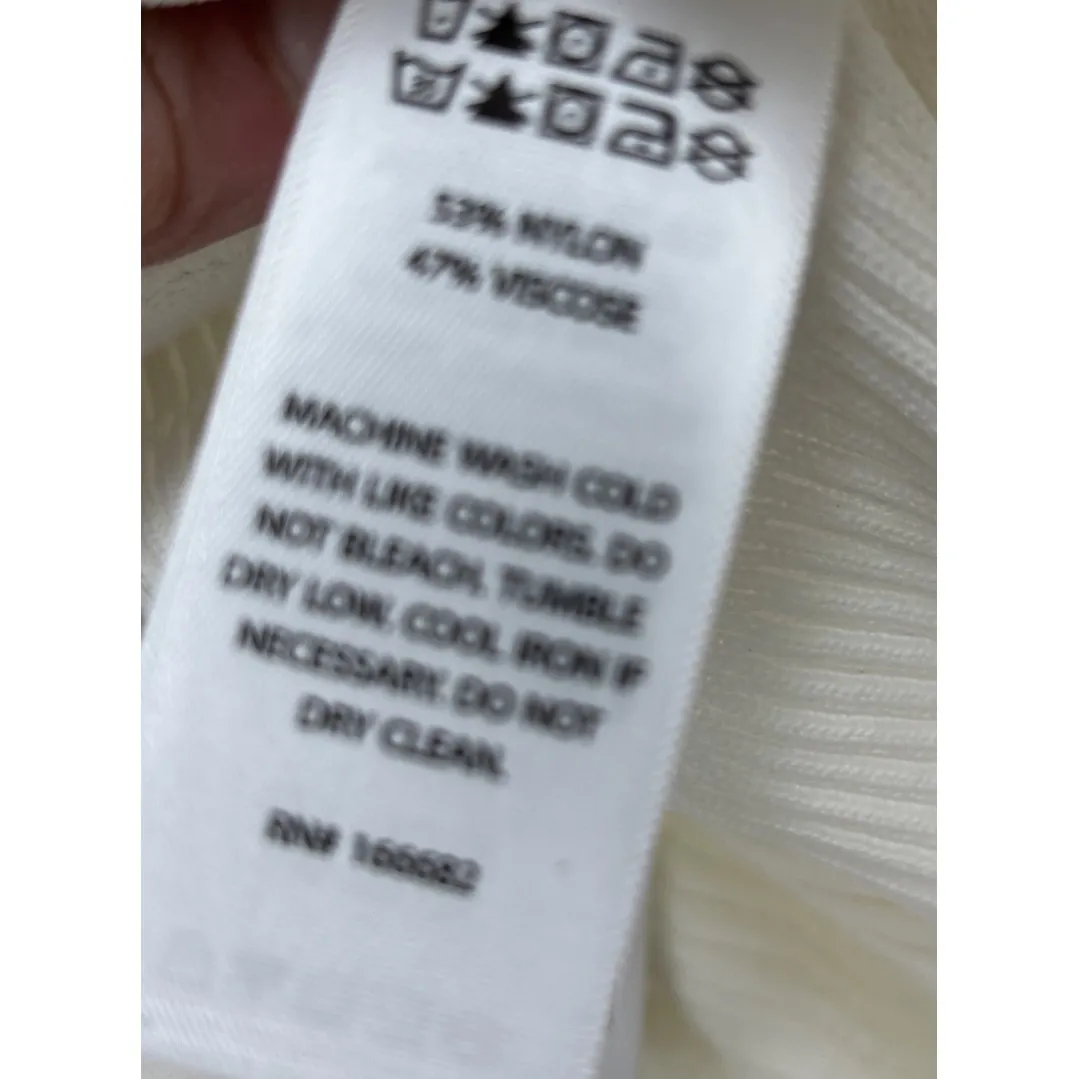 53% NYLON
47% VISCOSE
MACHINE WASH COLD
WITH LIKE COLORS. DO
NOT BLEACH. TUMBLE
DRY LOW. COOL IRON IF
NECESSARY. DO NOT
DRY CLEAN.
RN# 166682